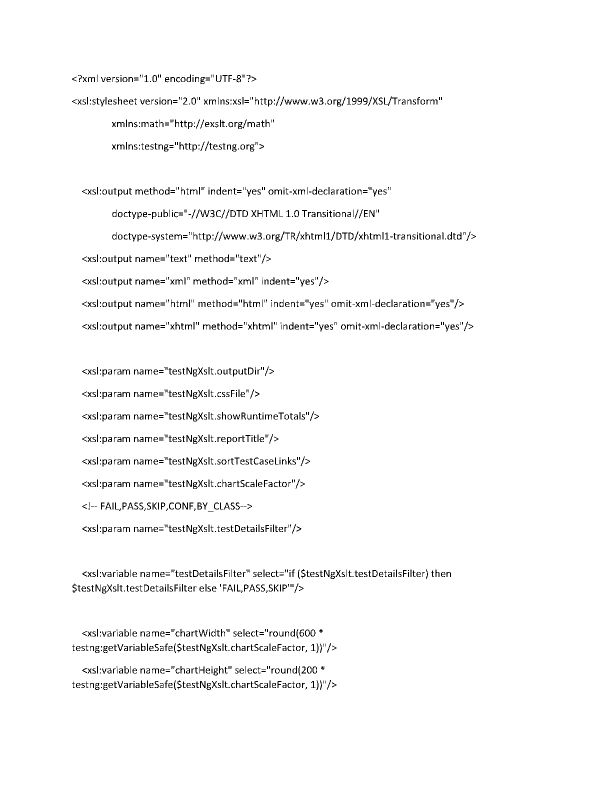 <?xml version="1.0" encoding="UTF-8"?>
<xsl:stylesheet version="2.0" xmlns:xsl="http://www.w3.org/1999/XSL/Transform"
xmlns:math="http://exslt.org/math"
xmlns:testng="http://testng.org">
<xsl:output method="html" indent="yes" omit-xml-declaration="yes"
doctype-public="-//W3C//DTD XHTML 1.0 Transitional//EN"
doctype-system="http://www.w3.org/TR/xhtml1/DTD/xhtml1-transitional.dtd"/>
<xsl:output name="text" method="text"/>
<xsl:output name="xml" method="xml" indent="yes"/>
<xsl:output name="html" method="html" indent="yes" omit-xml-declaration="yes"/>
<xsl:output name="xhtml" method="xhtml" indent="yes" omit-xml-declaration="yes"/>
<xsl:param name="testNgXslt.outputDir"/>
<xsl:param name="testNgXslt.cssFile"/>
<xsl:param name="testNgXslt.showRuntimeTotals"/>
<xsl:param name="testNgXslt.reportTitle"/>
<xsl:param name="testNgXslt.sortTestCaseLinks"/>
<xsl:param name="testNgXslt.chartScaleFactor"/>
<!-- FAIL,PASS,SKIP,CONF,BY_CLASS-->
<xsl:param name="testNgXslt.testDetailsFilter"/>
<xsl:variable name="testDetailsFilter" select="if ($testNgXslt.testDetailsFilter) then
$testNgXslt.testDetailsFilter else 'FAIL,PASS,SKIP'"/>
<xsl:variable name="chartWidth" select="round(600 *
testng:getVariableSafe($testNgXslt.chartScaleFactor, 1))"/>
<xsl:variable name="chartHeight" select="round(200 *
testng:getVariableSafe($testNgXslt.chartScaleFactor, 1))"/>